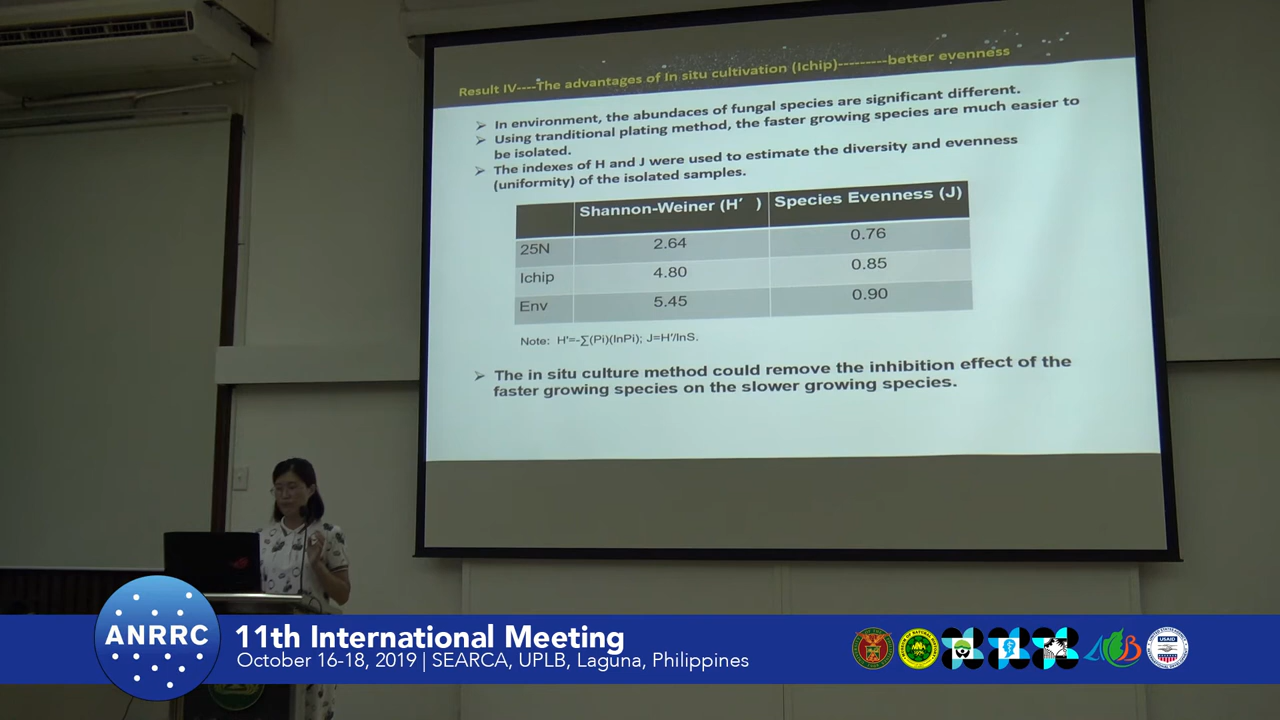 Result IV----The advantages of In situ cultivation (Ichip)---------better evenness
➢ In environment, the abundaces of fungal species are significant different.
➢ Using tranditional plating method, the faster growing species are much easier to
be isolated.
➢ The indexes of H and J were used to estimate the diversity and evenness
(uniformity) of the isolated samples.
Shannon-Weiner (H′ ) Species Evenness (J)
25N 2.64 0.76
Ichip 4.80 0.85
Env 5.45 0.90
Note: H'=-∑(Pi)(lnPi); J=H'/lnS.
➢ The in situ culture method could remove the inhibition effect of the
faster growing species on the slower growing species.
ANRRC
11th International Meeting
October 16-18, 2019 | SEARCA, UPLB, Laguna, Philippines
USAID